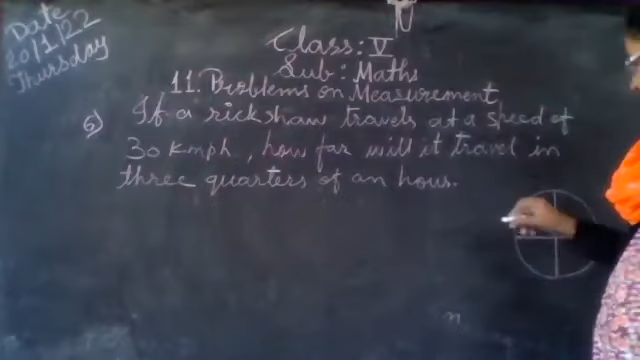 Date
20/1/22
Thursday
Class: V
Sub: Maths
11. Problems on Measurement
6) If a rickshaw travels at a speed of
30 kmph, how far will it travel in
three quarters of an hour.